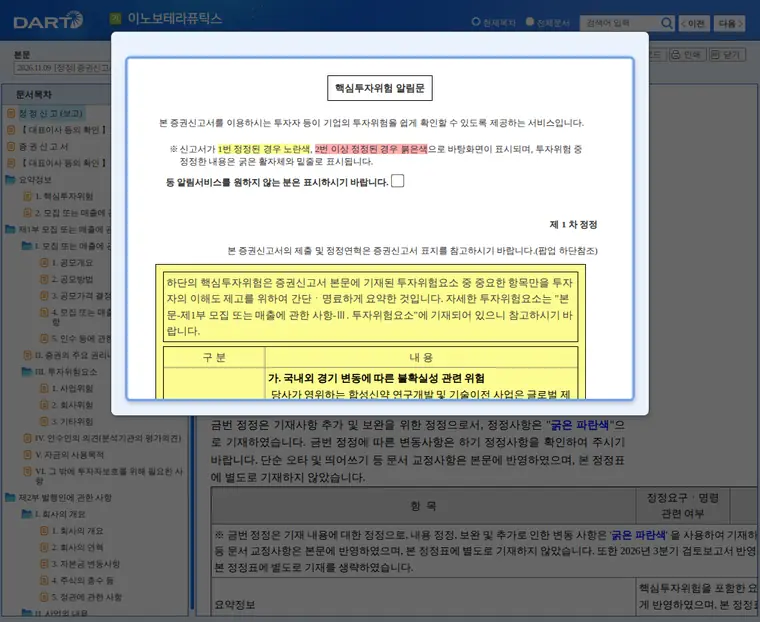 DART
이노보테라퓨틱스
현재목차 전체문서 검색어 입력 이전 다음
본문
2026.11.09 [정정] 증권신고
인쇄 닫기
문서목차
정 정 신 고 (보고)
【 대표이사 등의 확인 】
증 권 신 고 서
【 대표이사 등의 확인 】
요약정보
1. 핵심투자위험
2. 모집 또는 매출에 관
제1부 모집 또는 매출에 관
I. 모집 또는 매출에 관
1. 공모개요
2. 공모방법
3. 공모가격 결정
4. 모집 또는 매출
항
5. 인수 등에 관한
II. 증권의 주요 권리내
III. 투자위험요소
1. 사업위험
2. 회사위험
3. 기타위험
IV. 인수인의 의견(분석기관의 평가의견)
V. 자금의 사용목적
VI. 그 밖에 투자자보호를 위해 필요한 사
항
제2부 발행인에 관한 사항
I. 회사의 개요
1. 회사의 개요
2. 회사의 연혁
3. 자본금 변동사항
4. 주식의 총수 등
5. 정관에 관한 사항
II. 사업의 내용
핵심투자위험 알림문
본 증권신고서를 이용하시는 투자자 등이 기업의 투자위험을 쉽게 확인할 수 있도록 제공하는 서비스입니다.
※ 신고서가 1번 정정된 경우 노란색, 2번 이상 정정된 경우 붉은색으로 바탕화면이 표시되며, 투자위험 중
정정한 내용은 굵은 활자체와 밑줄로 표시됩니다.
동 알림서비스를 원하지 않는 분은 표시하시기 바랍니다.
제 1 차 정정
본 증권신고서의 제출 및 정정연혁은 증권신고서 표지를 참고하시기 바랍니다.(팝업 하단참조)
하단의 핵심투자위험은 증권신고서 본문에 기재된 투자위험요소 중 중요한 항목만을 투자
자의 이해도 제고를 위하여 간단ㆍ명료하게 요약한 것입니다. 자세한 투자위험요소는 "본
문-제1부 모집 또는 매출에 관한 사항-Ⅲ. 투자위험요소"에 기재되어 있으니 참고하시기 바
랍니다.
구 분 내 용
가. 국내외 경기 변동에 따른 불확실성 관련 위험
당사가 영위하는 합성신약 연구개발 및 기술이전 사업은 글로벌 제
금번 정정은 기재사항 추가 및 보완을 위한 정정으로서, 정정사항은 "굵은 파란색"으
로 기재하였습니다. 금번 정정에 따른 변동사항은 하기 정정사항을 확인하여 주시기
바랍니다. 단순 오타 및 띄어쓰기 등 문서 교정사항은 본문에 반영하였으며, 본 정정표
에 별도로 기재하지 않았습니다.
항 목 정정요구ㆍ명령
관련 여부
※ 금번 정정은 기재 내용에 대한 정정으로, 내용 정정, 보완 및 추가로 인한 변동 사항은 '굵은 파란색' 을 사용하여 기재하
등 문서 교정사항은 본문에 반영하였으며, 본 정정표에 별도로 기재하지 않았습니다. 또한 2026년 3분기 검토보고서 반영
본 정정표에 별도로 기재를 생략하였습니다.
요약정보
핵심투자위험을 포함한 요
게 반영하였으며, 본 정정